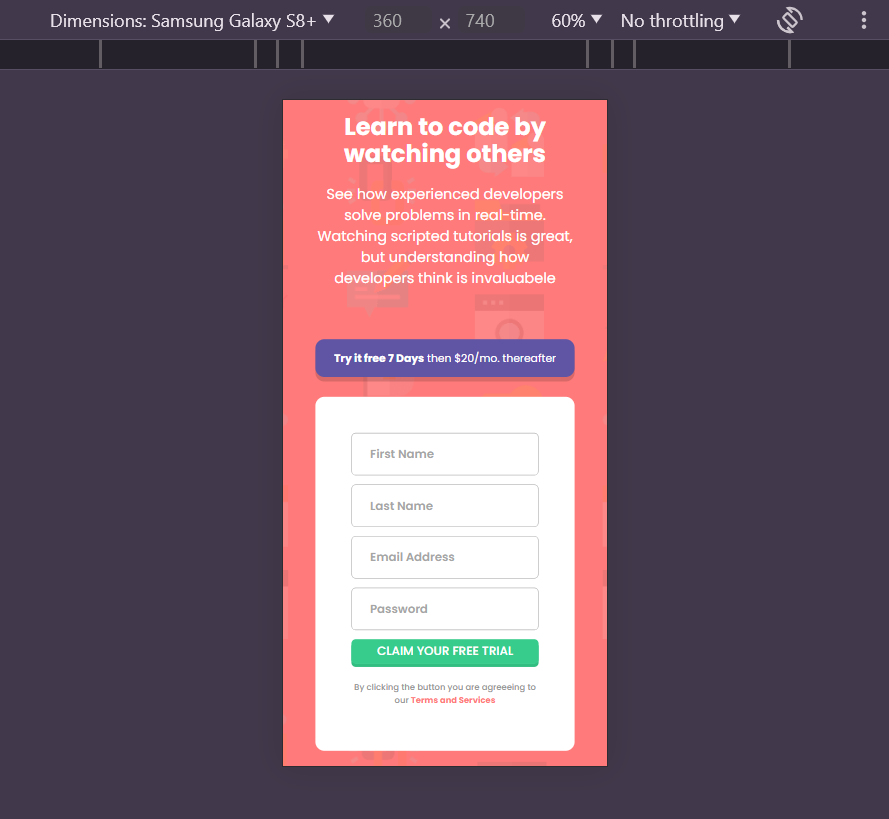 Dimensions: Samsung Galaxy S8+ 360 × 740 60% No throttling
Learn to code by
watching others
See how experienced developers
solve problems in real-time.
Watching scripted tutorials is great,
but understanding how
developers think is invaluabele
Try it free 7 Days then $20/mo. thereafter
First Name
Last Name
Email Address
Password
CLAIM YOUR FREE TRIAL
By clicking the button you are agreeeing to
our Terms and Services